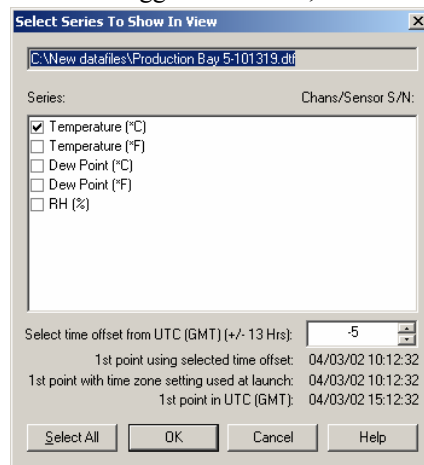 Select Series To Show In View
C:\New datafiles\Production Bay 5-101319.dtf
Series: Chans/Sensor S/N:
Temperature (*C)
Temperature (*F)
Dew Point (*C)
Dew Point (*F)
RH (%)
Select time offset from UTC (GMT) (+/- 13 Hrs): -5
1st point using selected time offset: 04/03/02 10:12:32
1st point with time zone setting used at launch: 04/03/02 10:12:32
1st point in UTC (GMT): 04/03/02 15:12:32
Select All OK Cancel Help